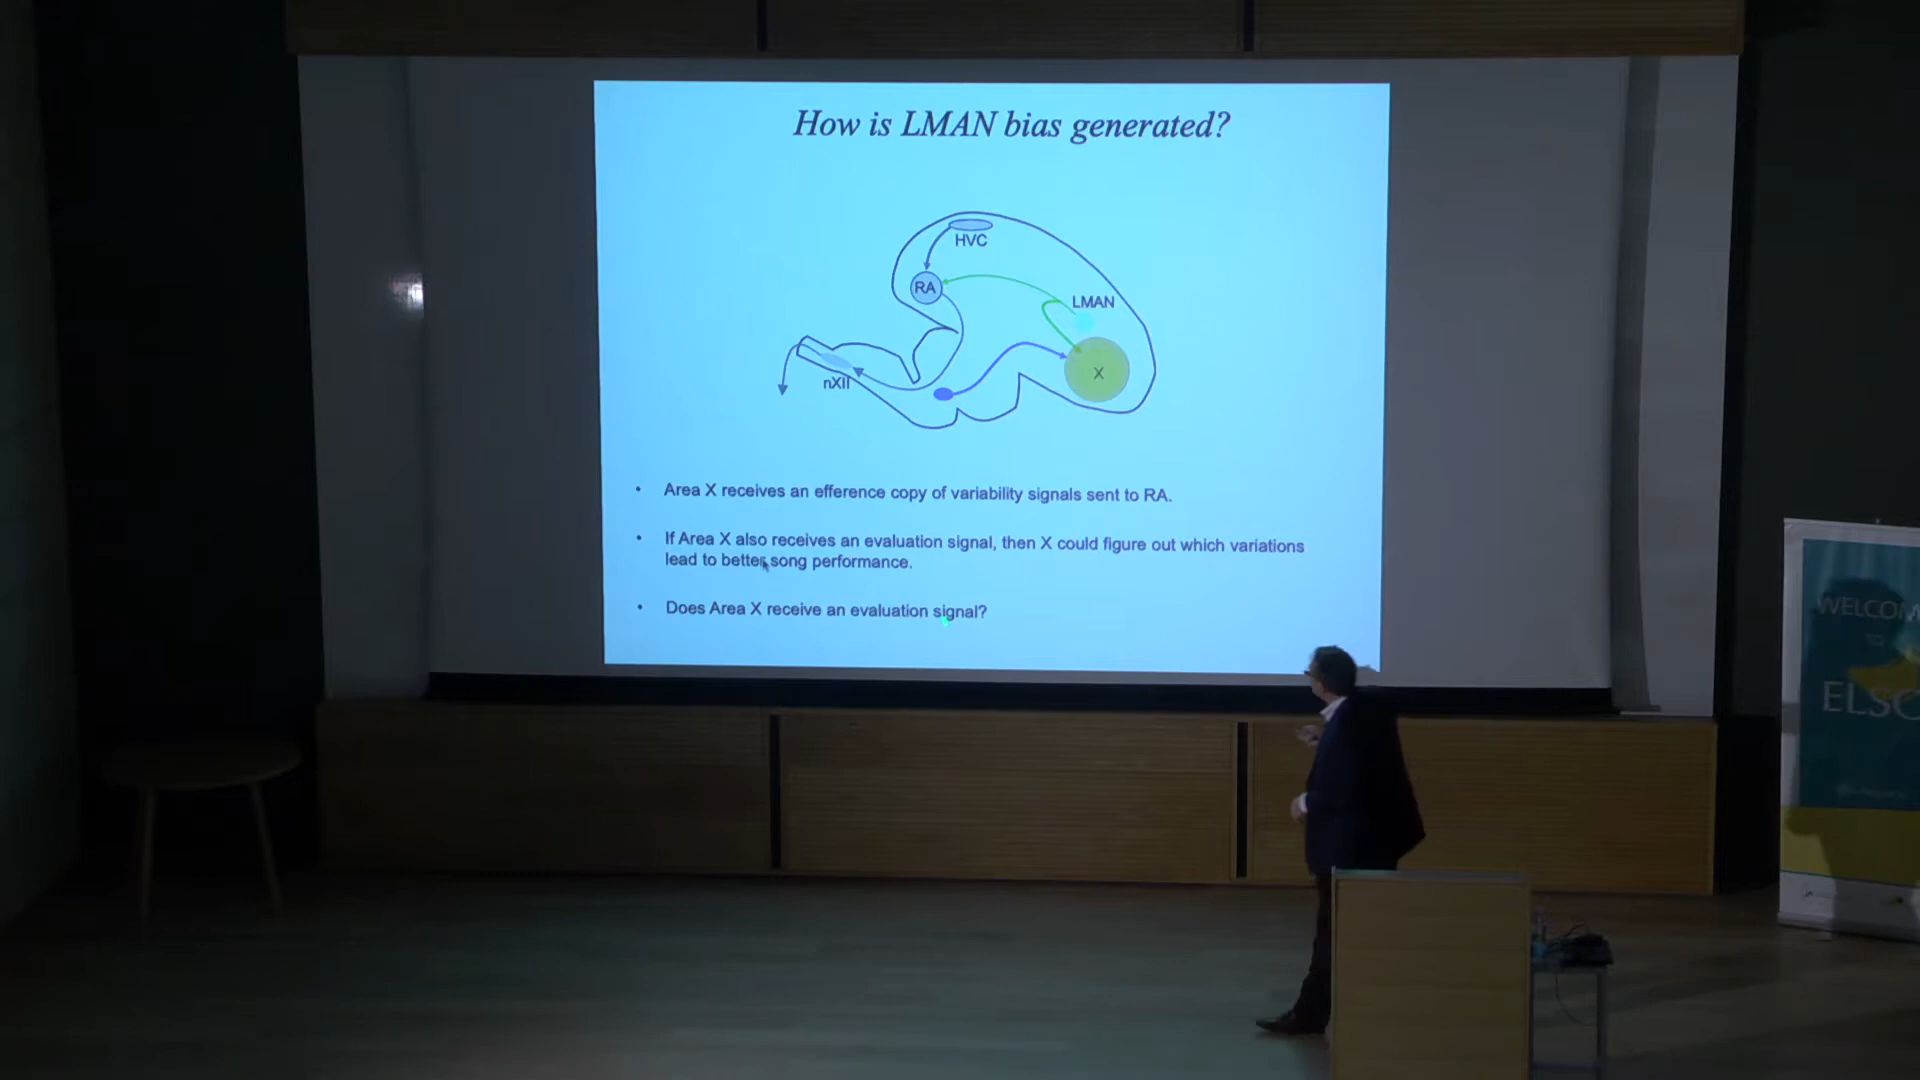 How is LMAN bias generated?
HVC
RA
LMAN
X
nXII
• Area X receives an efference copy of variability signals sent to RA.
• If Area X also receives an evaluation signal, then X could figure out which variations
lead to better song performance.
• Does Area X receive an evaluation signal?
WELCOM
TO
ELSC